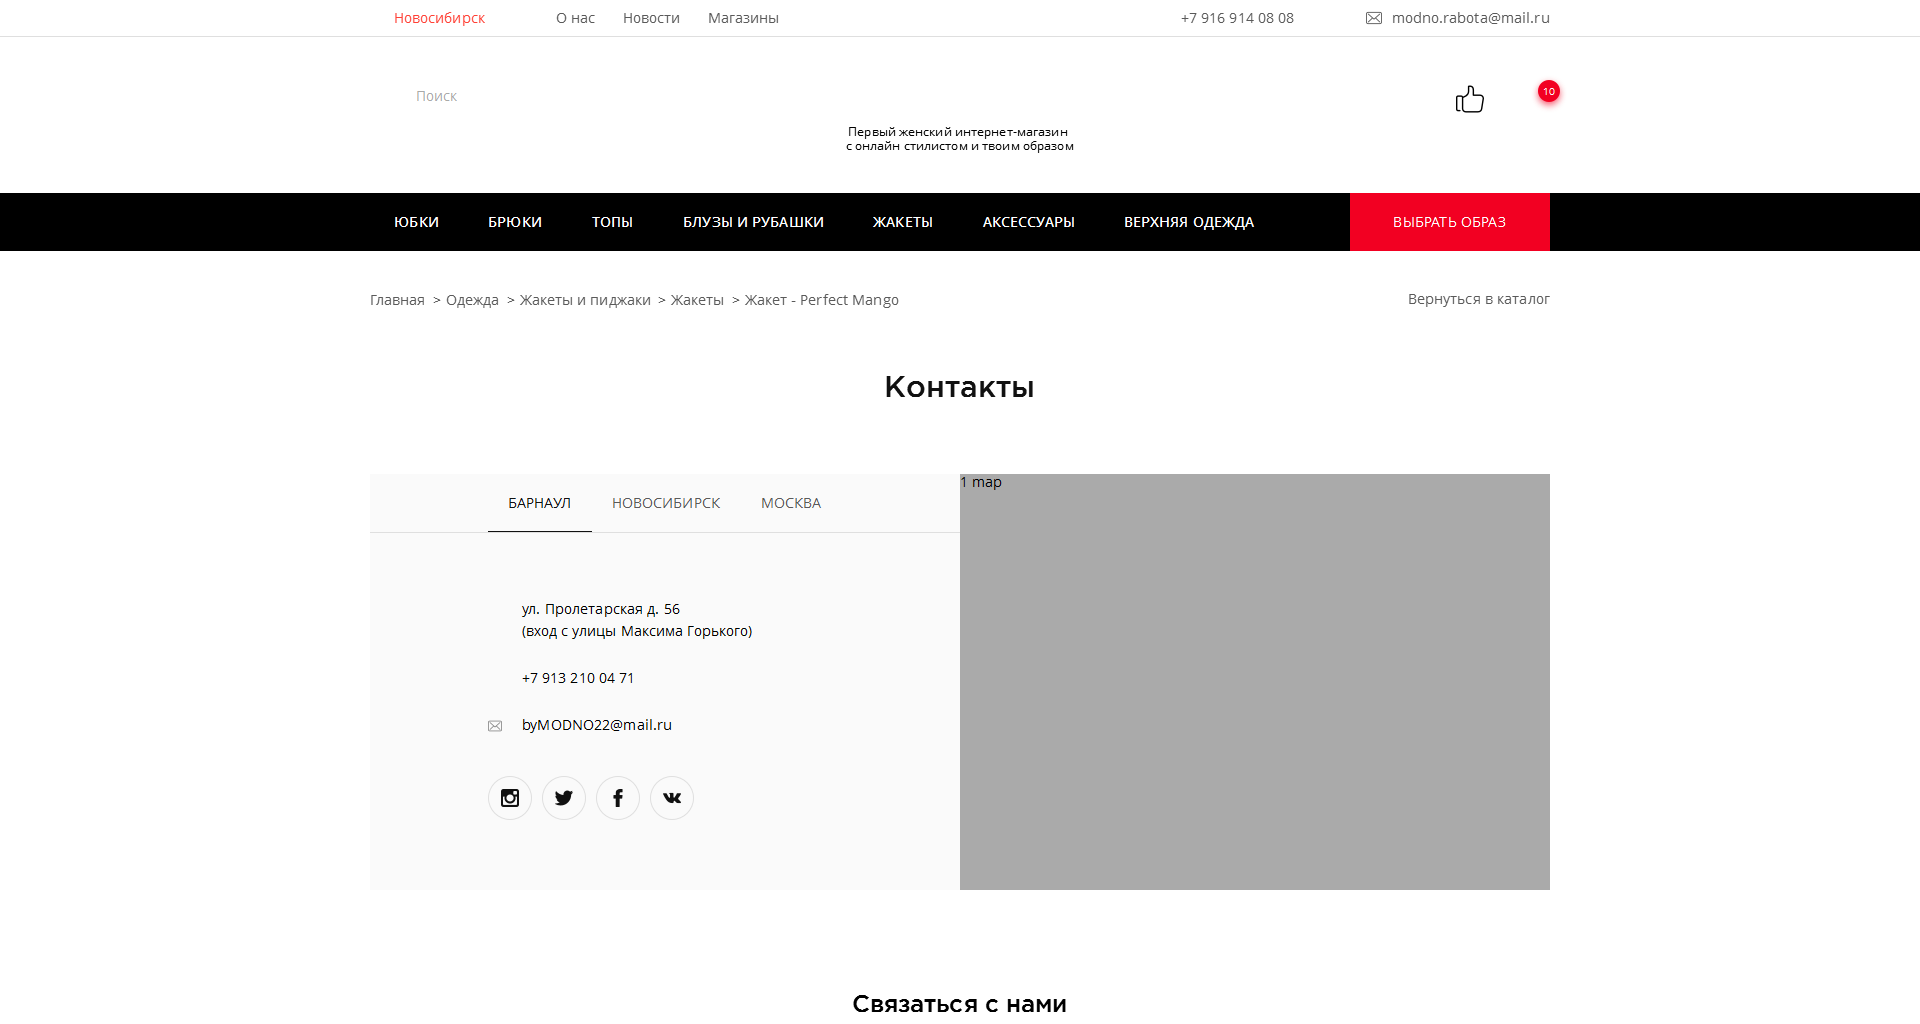 Новосибирск О нас Новости Магазины +7 916 914 08 08 modno.rabota@mail.ru
Поиск 10
Первый женский интернет-магазин
с онлайн стилистом и твоим образом
ЮБКИ БРЮКИ ТОПЫ БЛУЗЫ И РУБАШКИ ЖАКЕТЫ АКСЕССУАРЫ ВЕРХНЯЯ ОДЕЖДА ВЫБРАТЬ ОБРАЗ
Главная > Одежда > Жакеты и пиджаки > Жакеты > Жакет - Perfect Mango Вернуться в каталог
Контакты
БАРНАУЛ НОВОСИБИРСК МОСКВА
1 map
ул. Пролетарская д. 56
(вход с улицы Максима Горького)
+7 913 210 04 71
byMODNO22@mail.ru
Связаться с нами